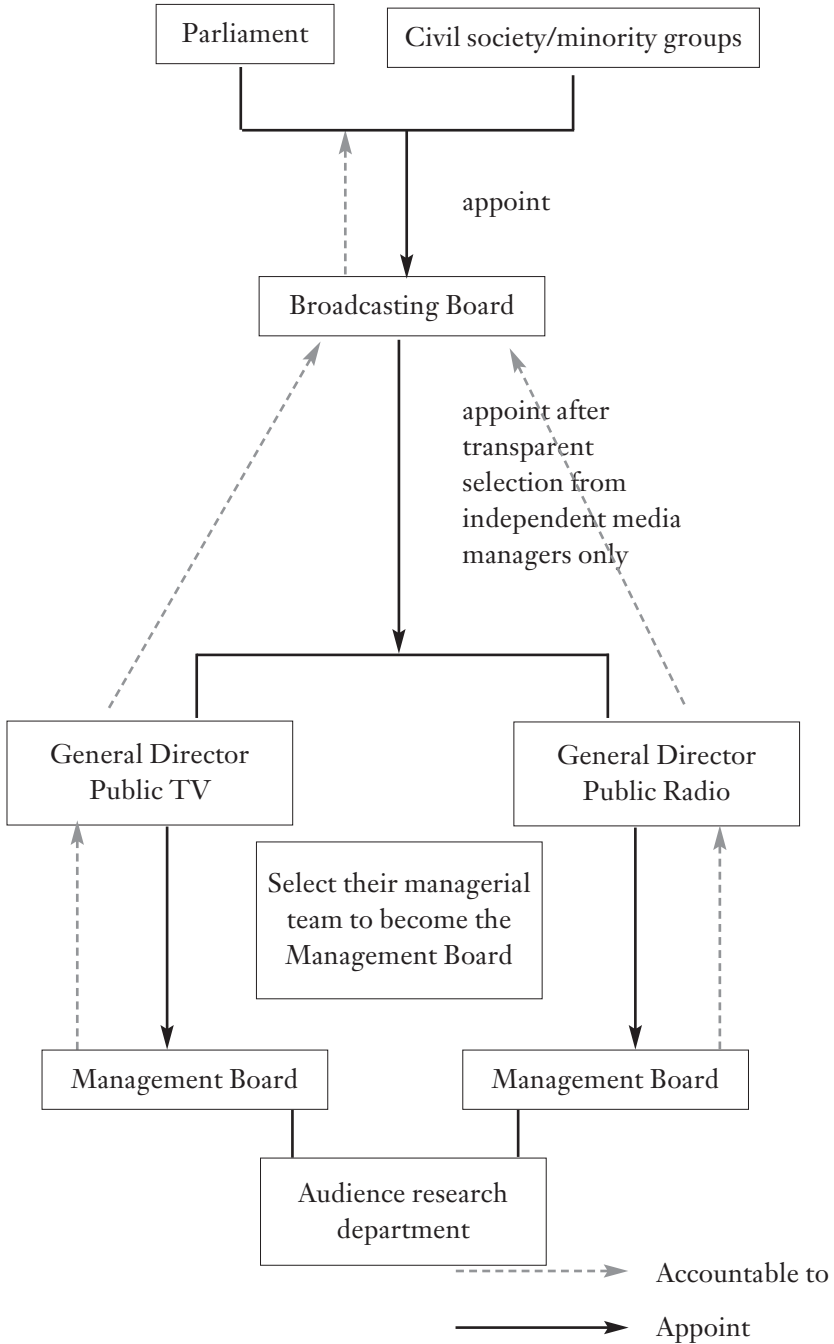 Parliament
Civil society/minority groups
appoint
Broadcasting Board
appoint after
transparent
selection from
independent media
managers only
General Director
Public TV
General Director
Public Radio
Select their managerial
team to become the
Management Board
Management Board
Management Board
Audience research
department
Accountable to
Appoint